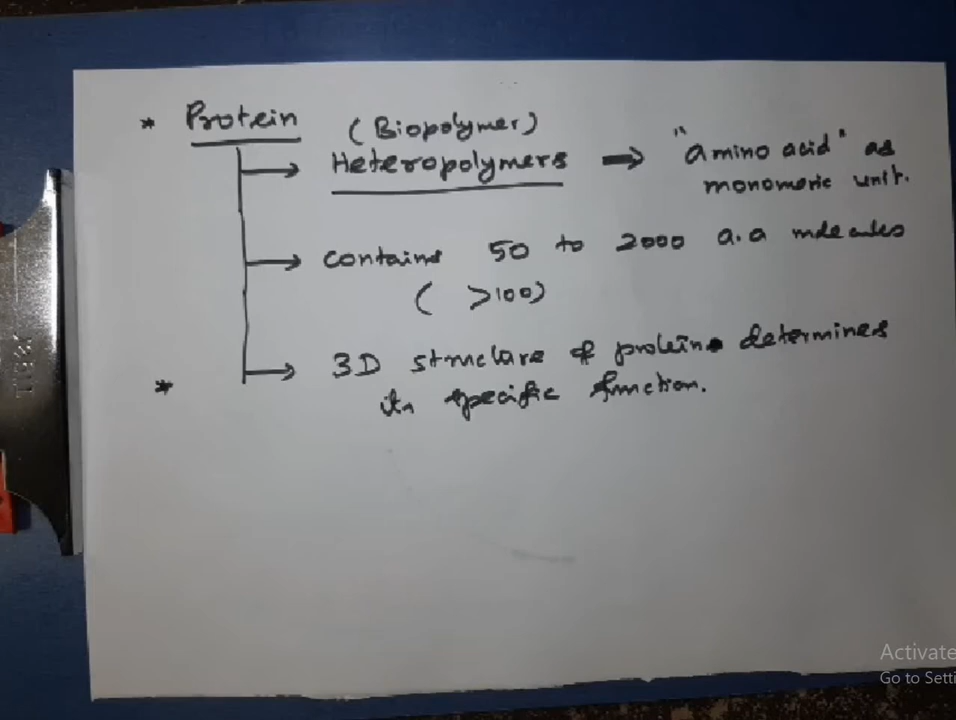 * Protein (Biopolymer)
→ Heteropolymers → "amino acid" as
monomeric unit.
→ contains 50 to 2000 a.a molecules
( >100)
* → 3D structure of protein determines
its specific function.
Activate
Go to Setti